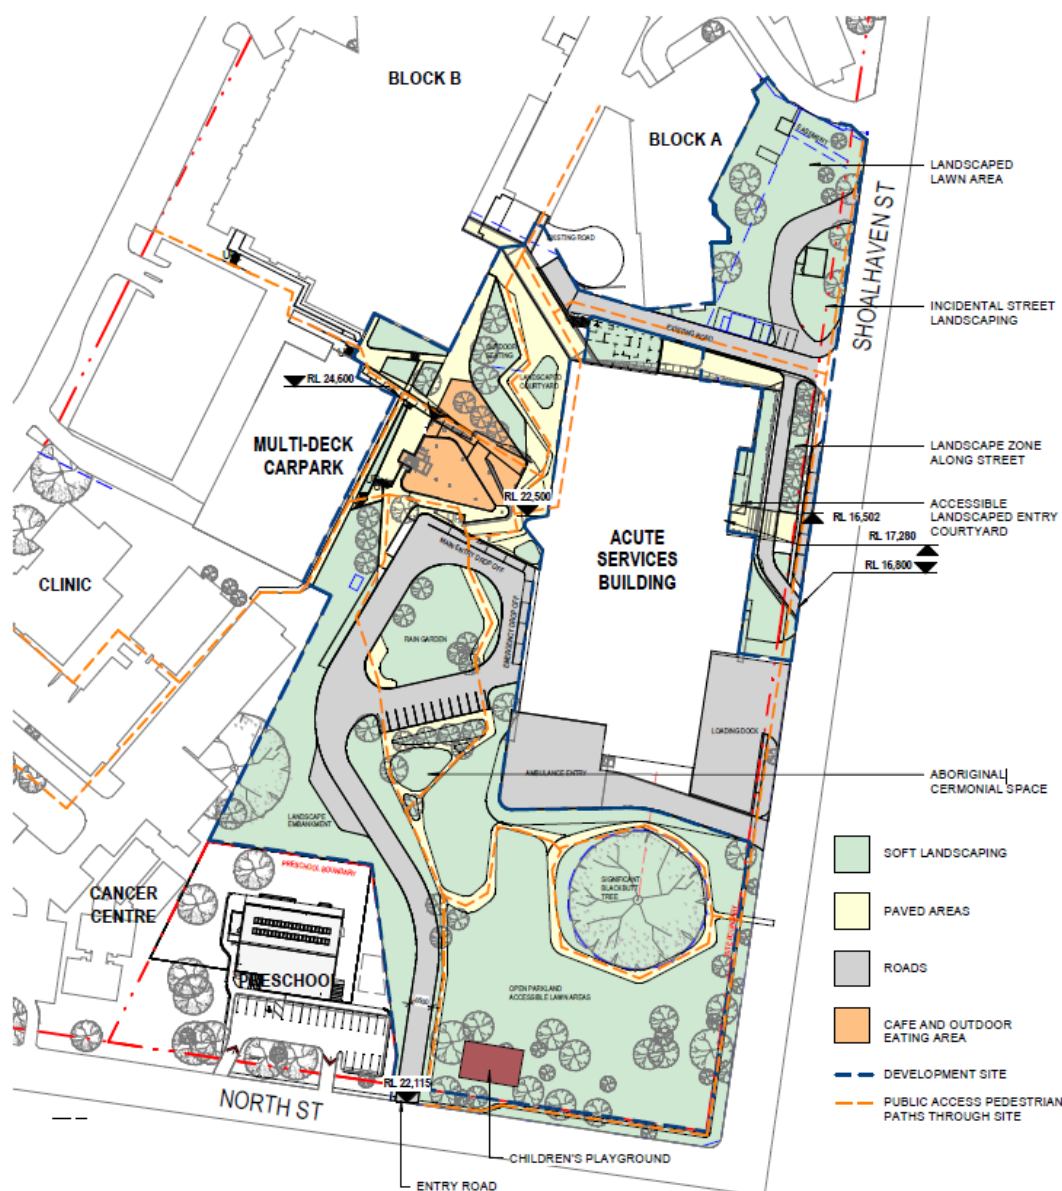 BLOCK B
BLOCK A
EASEMENT
LANDSCAPED
LAWN AREA
SHOALHAVEN ST
EXISTING ROAD
INCIDENTAL STREET
LANDSCAPING
EXISTING ROAD
OUTDOOR
SEATING
LANDSCAPED
COURTYARD
RL 24,600
MULTI-DECK
CARPARK
LANDSCAPE ZONE
ALONG STREET
RL 22,500
ACCESSIBLE
LANDSCAPED ENTRY
COURTYARD
RL 16,502
RL 17,280
RL 16,800
ACUTE
SERVICES
BUILDING
MAIN ENTRY DROP OFF
CLINIC
EMERGENCY DROP OFF
RAIN GARDEN
LOADING DOCK
AMBULANCE ENTRY
ABORIGINAL
CERMONIAL SPACE
LANDSCAPE
EMBANKMENT
SOFT LANDSCAPING
PRESCHOOL BOUNDARY
SIGNIFICANT
BLACKBUTT
TREE
CANCER
CENTRE
PAVED AREAS
PRESCHOOL
ROADS
OPEN PARKLAND
ACCESSIBLE LAWN AREAS
CAFE AND OUTDOOR
EATING AREA
DEVELOPMENT SITE
RL 22,115
NORTH ST
PUBLIC ACCESS PEDESTRIAN
PATHS THROUGH SITE
CHILDREN'S PLAYGROUND
ENTRY ROAD